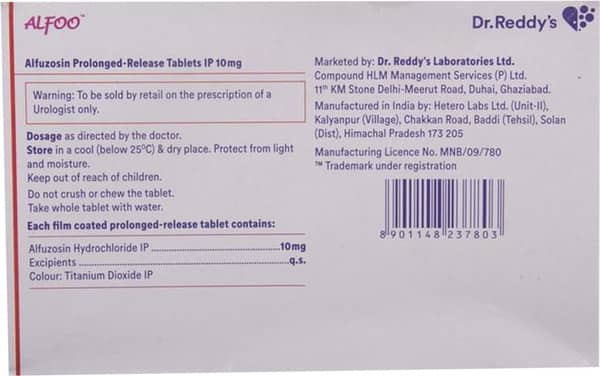 ALFOO™
Dr.Reddy's
Alfuzosin Prolonged-Release Tablets IP 10mg
Warning: To be sold by retail on the prescription of a
Urologist only.
Dosage as directed by the doctor.
Store in a cool (below 25°C) & dry place. Protect from light
and moisture.
Keep out of reach of children.
Do not crush or chew the tablet.
Take whole tablet with water.
Each film coated prolonged-release tablet contains:
Alfuzosin Hydrochloride IP ........................................10mg
Excipients ..................................................................q.s.
Colour: Titanium Dioxide IP
Marketed by: Dr. Reddy's Laboratories Ltd.
Compound HLM Management Services (P) Ltd.
11th KM Stone Delhi-Meerut Road, Duhai, Ghaziabad.
Manufactured in India by: Hetero Labs Ltd. (Unit-II),
Kalyanpur (Village), Chakkan Road, Baddi (Tehsil), Solan
(Dist), Himachal Pradesh 173 205
Manufacturing Licence No. MNB/09/780
™ Trademark under registration
8 901148 237803